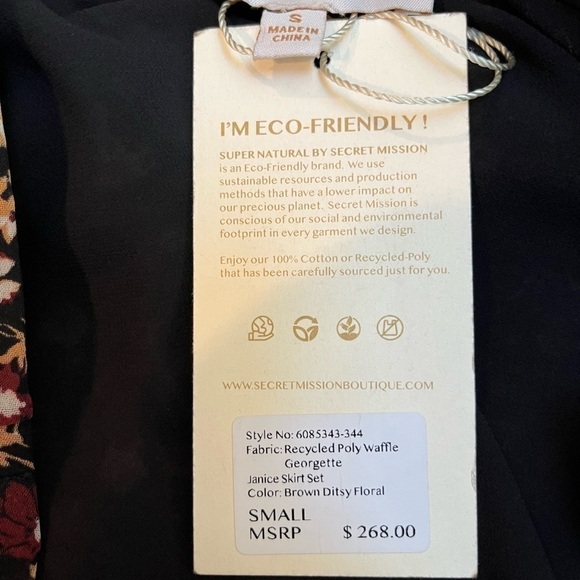 S
MADE IN
CHINA
I'M ECO-FRIENDLY !
SUPER NATURAL BY SECRET MISSION
is an Eco-Friendly brand. We use
sustainable resources and production
methods that have a lower impact on
our precious planet. Secret Mission is
conscious of our social and environmental
footprint in every garment we design.
Enjoy our 100% Cotton or Recycled-Poly
that has been carefully sourced just for you.
WWW.SECRETMISSIONBOUTIQUE.COM
Style No: 6085343-344
Fabric: Recycled Poly Waffle
Georgette
Janice Skirt Set
Color: Brown Ditsy Floral
SMALL
MSRP $ 268.00